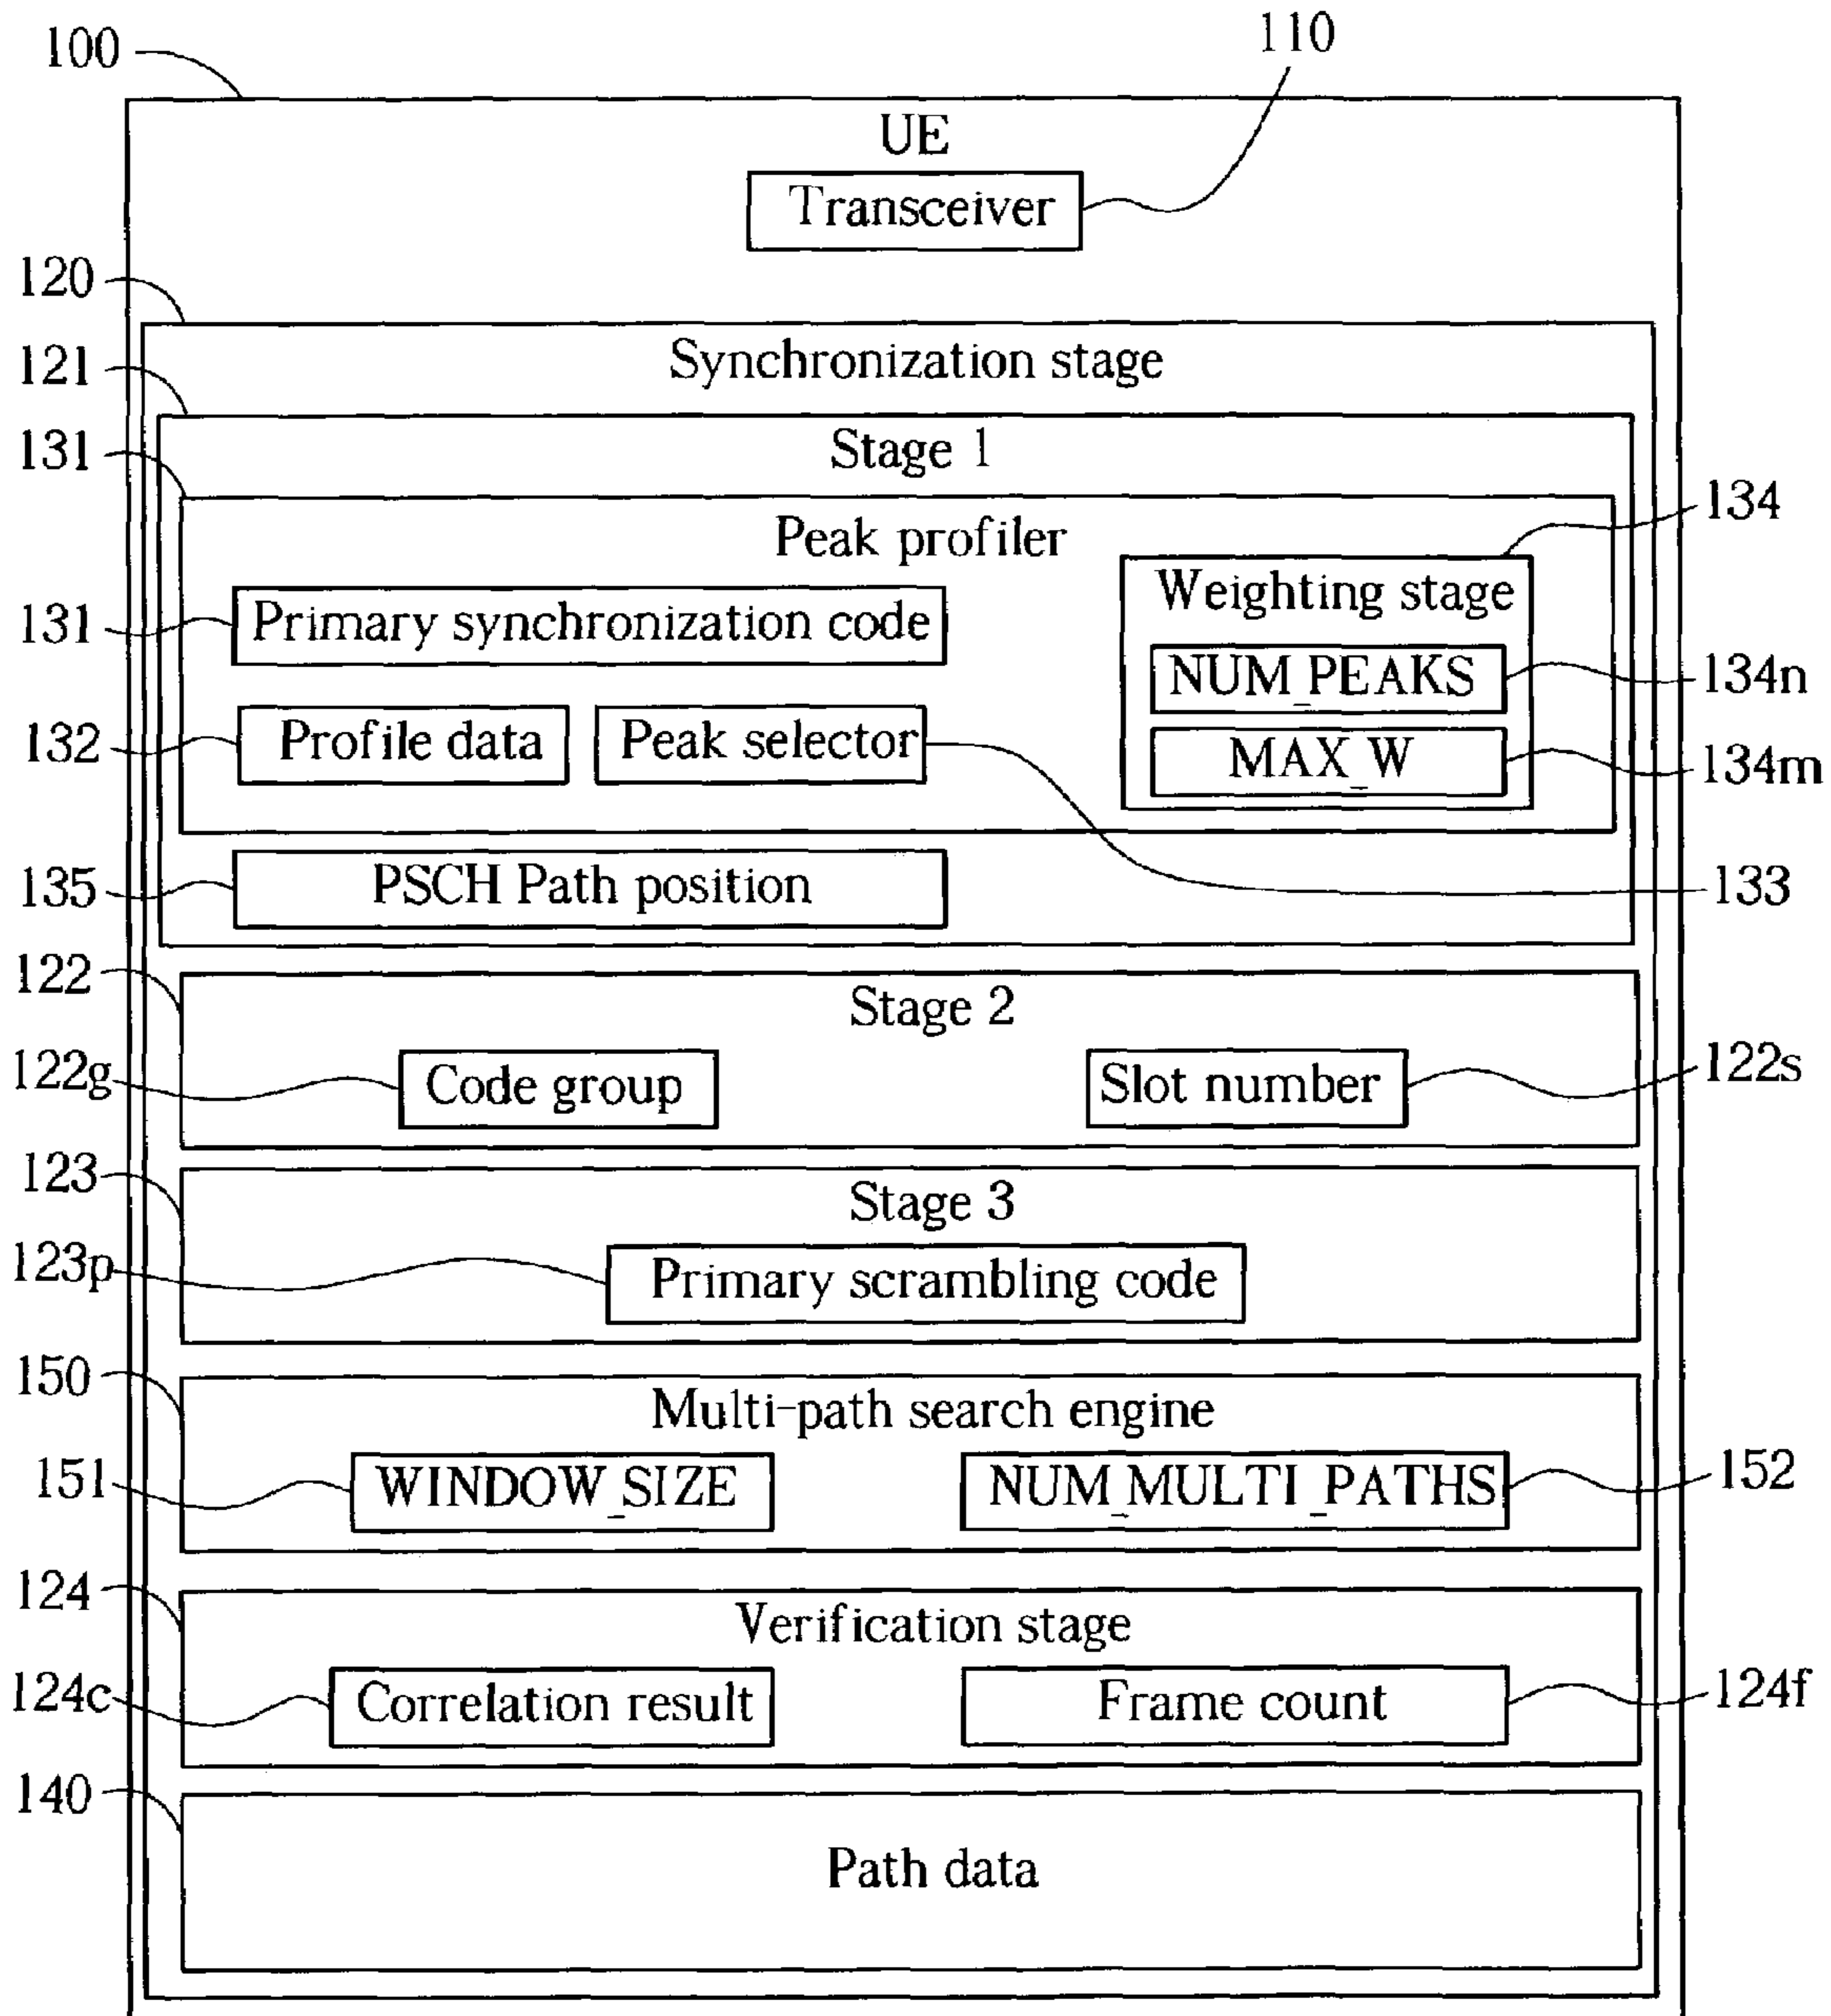 100
110
UE
Transceiver
120
Synchronization stage
121
Stage 1
131
Peak profiler
134
Weighting stage
131
Primary synchronization code
NUM_PEAKS
134n
132
Profile data
Peak selector
MAX_W
134m
135
PSCH Path position
133
122
Stage 2
122g
Code group
Slot number
122s
123
Stage 3
123p
Primary scrambling code
150
Multi-path search engine
151
WINDOW_SIZE
NUM_MULTI_PATHS
152
124
Verification stage
124c
Correlation result
Frame count
124f
140
Path data